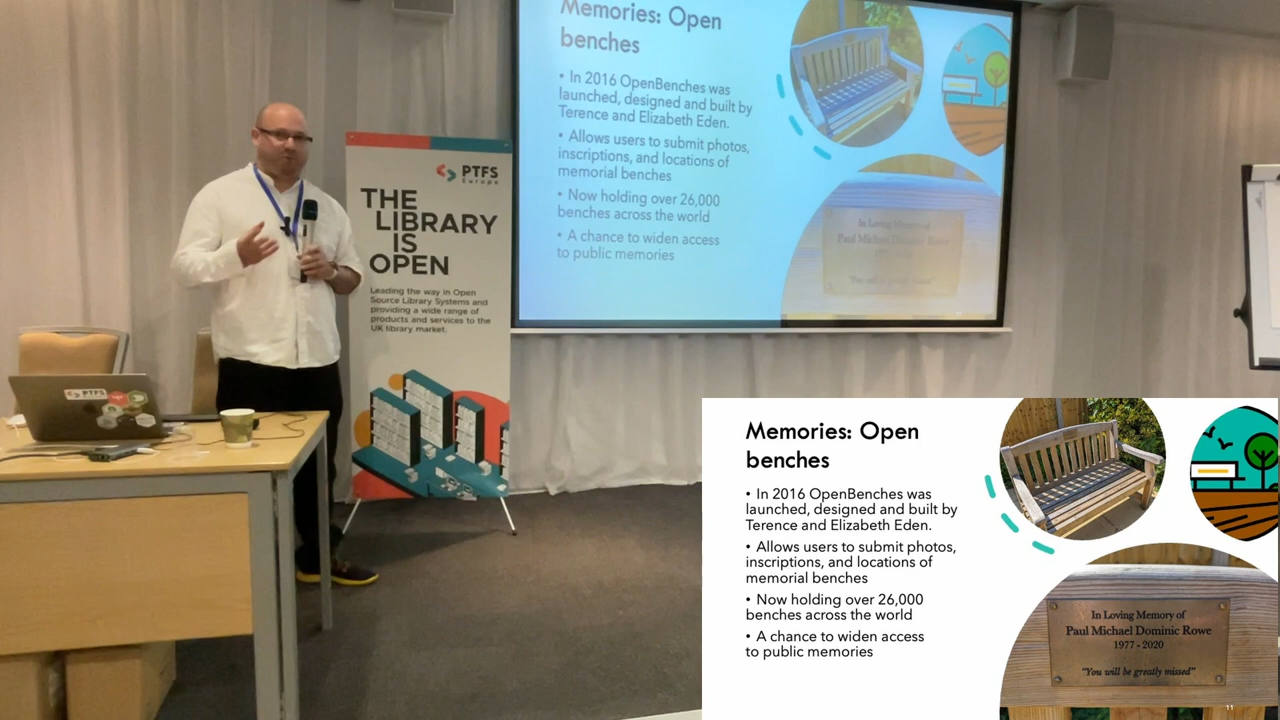 Memories: Open
benches
• In 2016 OpenBenches was
launched, designed and built by
Terence and Elizabeth Eden.
• Allows users to submit photos,
inscriptions, and locations of
memorial benches
• Now holding over 26,000
benches across the world
• A chance to widen access
to public memories
In Loving Memory of
Paul Michael Dominic Rowe
"You will be greatly missed"
PTFS
Europe
THE
LIBRARY
IS
OPEN
Leading the way in Open
Source Library Systems and
providing a wide range of
products and services to the
UK library market.
PTFS
Memories: Open
benches
• In 2016 OpenBenches was
launched, designed and built by
Terence and Elizabeth Eden.
• Allows users to submit photos,
inscriptions, and locations of
memorial benches
• Now holding over 26,000
benches across the world
• A chance to widen access
to public memories
In Loving Memory of
Paul Michael Dominic Rowe
1977 - 2020
"You will be greatly missed"
11